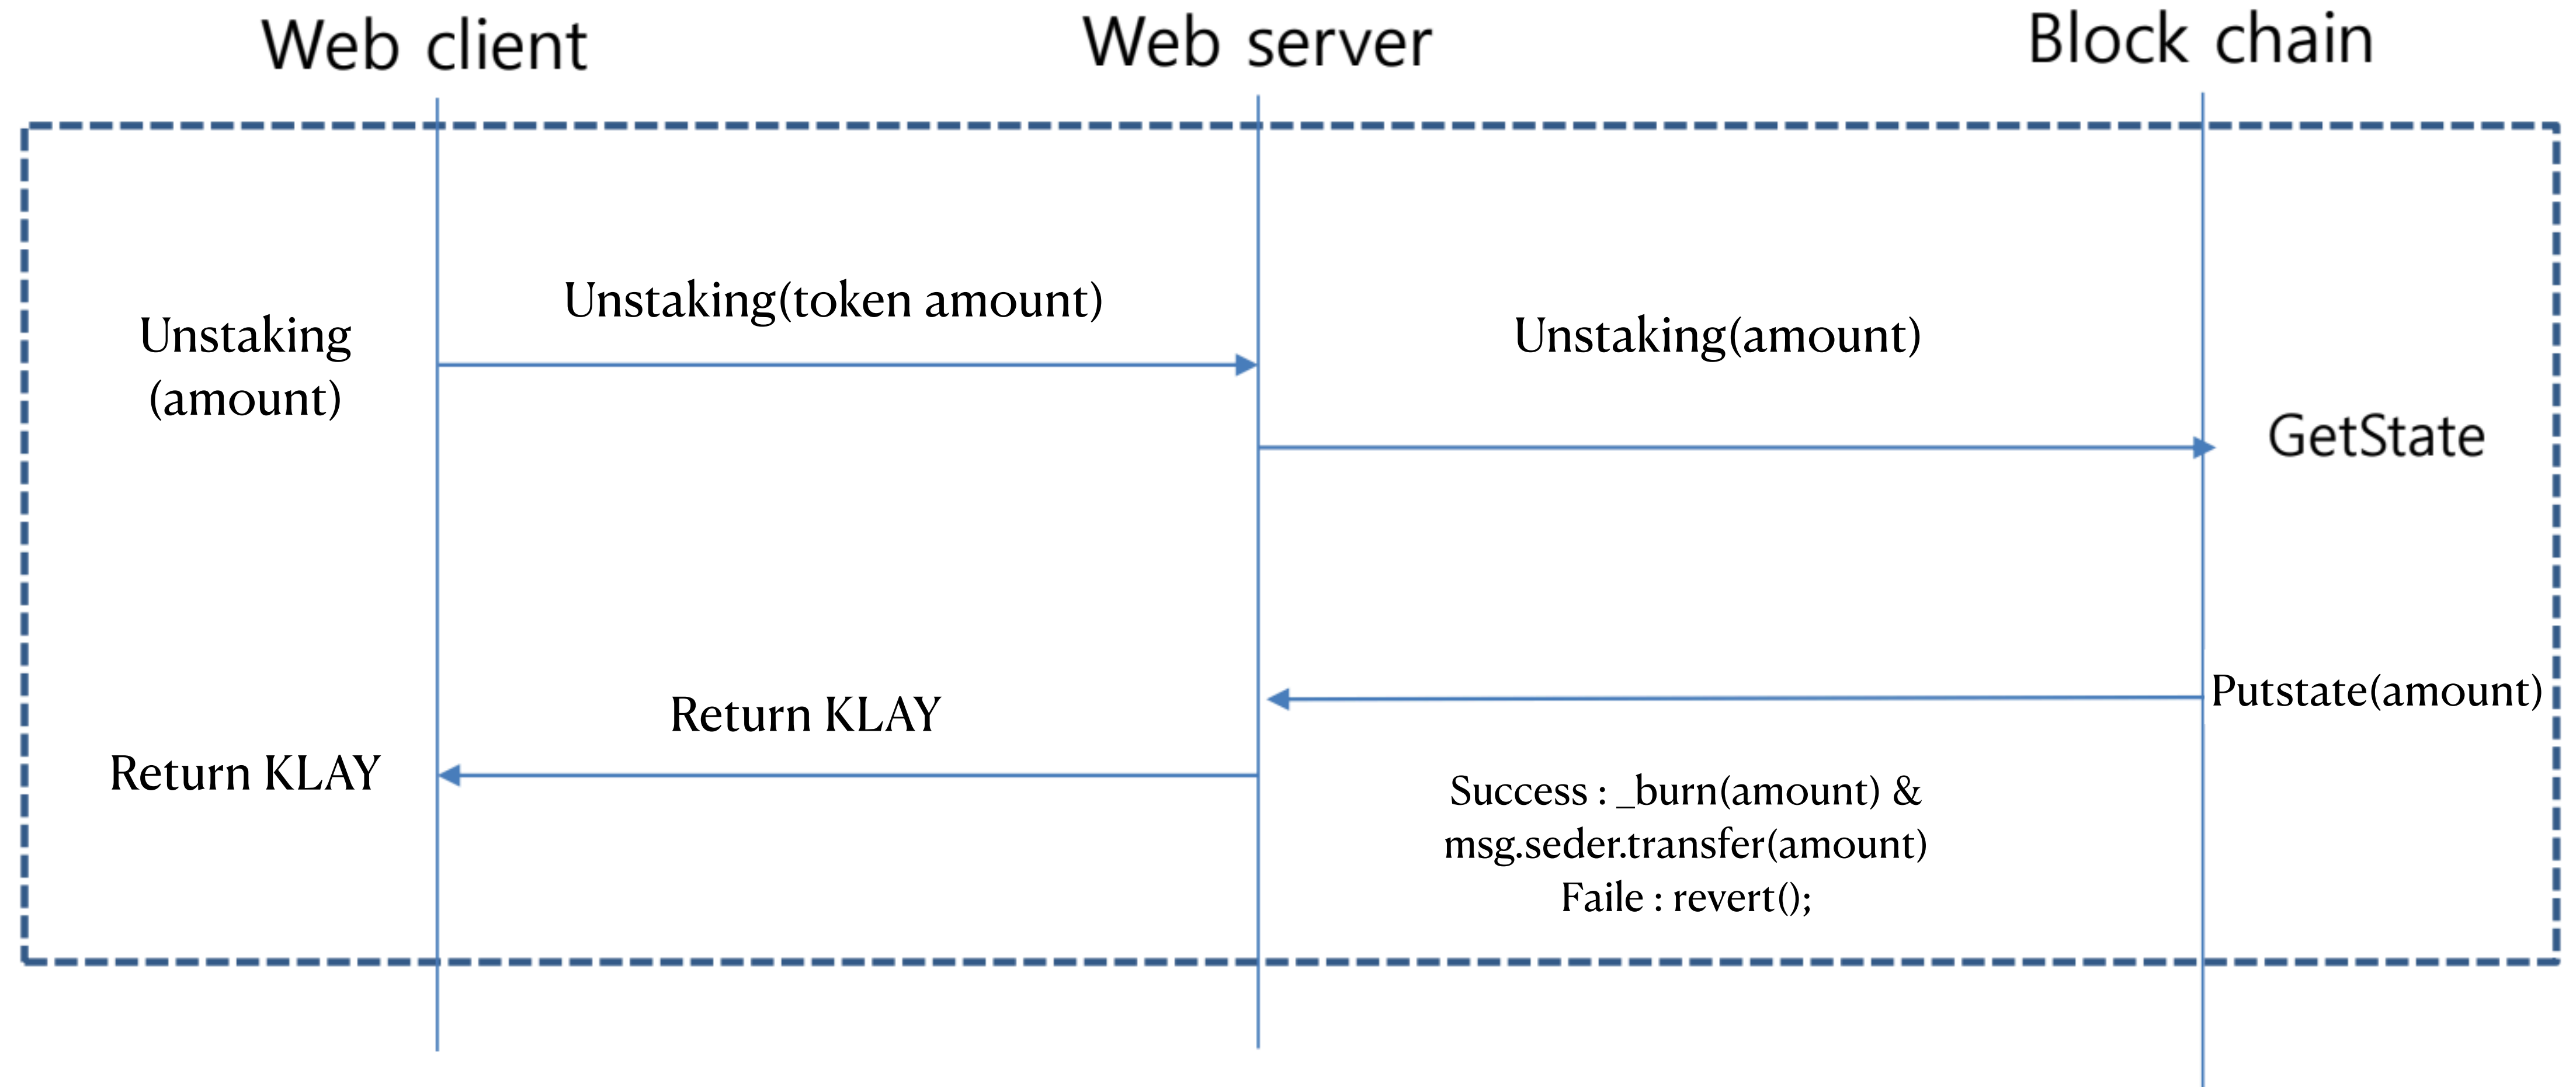 Web client
Web server
Block chain
Unstaking(token amount)
Unstaking
(amount)
Unstaking(amount)
GetState
Putstate(amount)
Return KLAY
Return KLAY
Success : _burn(amount) &
msg.seder.transfer(amount)
Faile : revert();